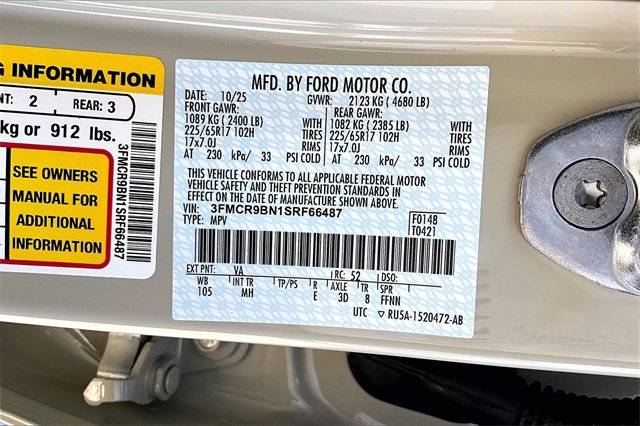 G INFORMATION
NT: 2 REAR: 3
kg or 912 lbs.
SEE OWNERS
MANUAL FOR
ADDITIONAL
INFORMATION
3FMCR9BN1SRF66487
MFD. BY FORD MOTOR CO.
DATE: 10/25 GVWR: 2123 KG ( 4680 LB)
FRONT GAWR: REAR GAWR:
1089 KG ( 2400 LB) WITH 1082 KG ( 2385 LB) WITH
225/65R17 102H TIRES 225/65R17 102H TIRES
17x7.0J RIMS 17x7.0J RIMS
AT 230 kPa/ 33 PSI COLD AT 230 kPa/ 33 PSI COLD
THIS VEHICLE CONFORMS TO ALL APPLICABLE FEDERAL MOTOR
VEHICLE SAFETY AND THEFT PREVENTION STANDARDS IN
EFFECT ON THE DATE OF MANUFACTURE SHOWN ABOVE.
VIN: 3FMCR9BN1SRF66487 F0148
TYPE: MPV T0421
EXT PNT: VA RC: 52 DSO:
WB INT TR TP/PS R AXLE TR SPR
105 MH E 3D 8 FFNN
UTC ▽ RU5A-1520472-AB